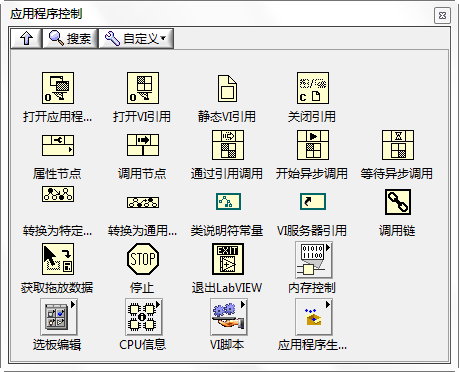 应用程序控制
搜索 自定义
打开应用程... 打开VI引用 静态VI引用 关闭引用
属性节点 调用节点 通过引用调用 开始异步调用 等待异步调用
转换为特定... 转换为通用... 类说明符常量 VI服务器引用 调用链
STOP EXIT 010101 11001
获取拖放数据 停止 退出LabVIEW 内存控制
选板编辑 CPU信息 VI脚本 应用程序生...